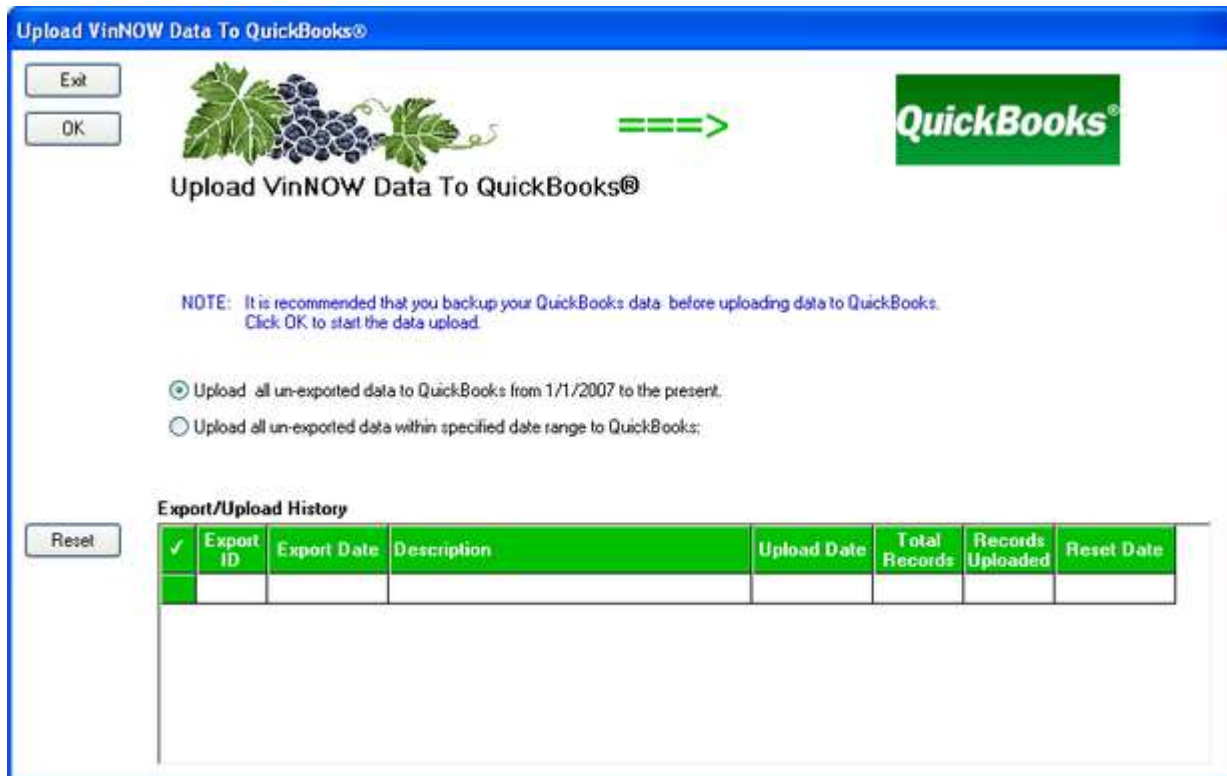 Upload VinNOW Data To QuickBooks®
Exit
OK
===>
QuickBooks®
Upload VinNOW Data To QuickBooks®
NOTE: It is recommended that you backup your QuickBooks data before uploading data to QuickBooks.
Click OK to start the data upload.
Upload all un-exported data to QuickBooks from 1/1/2007 to the present.
Upload all un-exported data within specified date range to QuickBooks:
Export/Upload History
Reset
✓ Export ID Export Date Description Upload Date Total Records Records Uploaded Reset Date